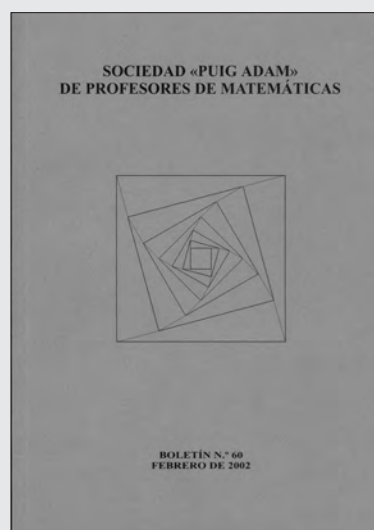 SOCIEDAD «PUIG ADAM»
DE PROFESORES DE MATEMÁTICAS
BOLETÍN N.º 60
FEBRERO DE 2002